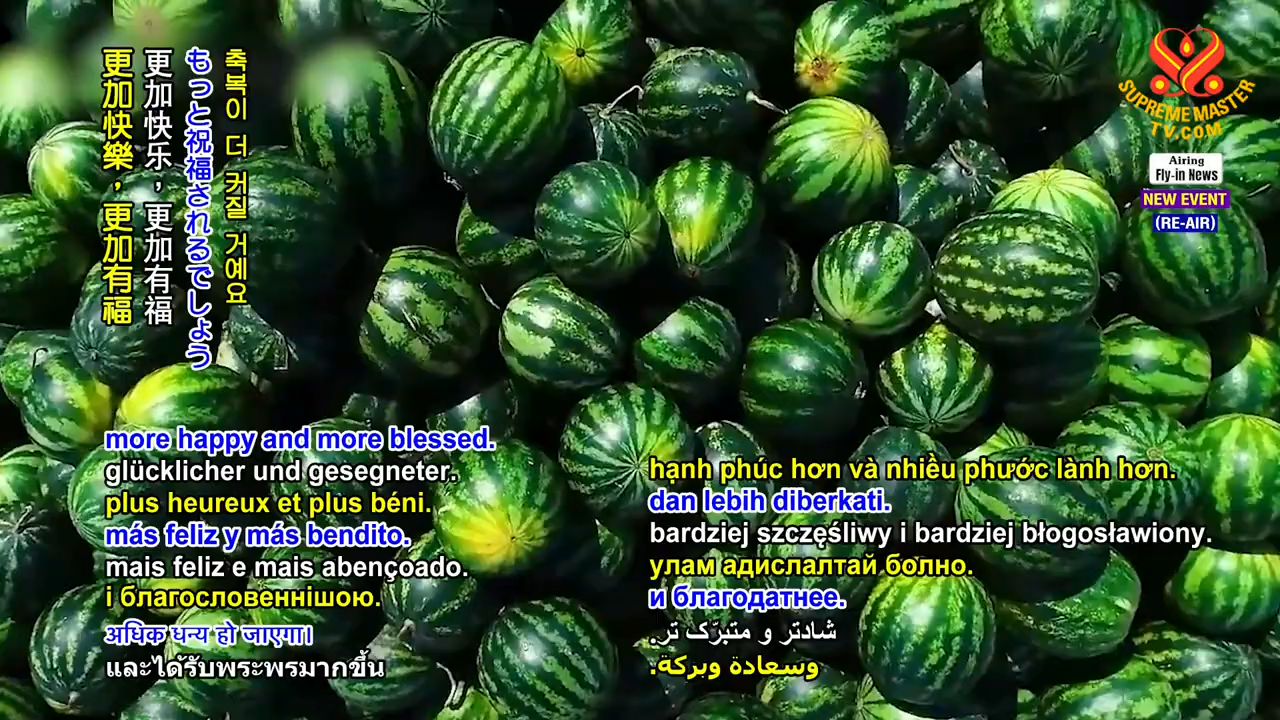 更加快樂，更加有福
更加快乐，更加有福
もっと祝福されるでしょう
축복이 더 커질 거예요
SUPREME MASTER
TV.COM
Airing
Fly-in News
NEW EVENT
(RE-AIR)
more happy and more blessed.
glücklicher und gesegneter.
plus heureux et plus béni.
más feliz y más bendito.
mais feliz e mais abençoado.
і благословеннішою.
अधिक धन्य हो जाएगा।
และได้รับพระพรมากขึ้น
hạnh phúc hơn và nhiều phước lành hơn.
dan lebih diberkati.
bardziej szczęśliwy i bardziej błogosławiony.
улам адислалтай болно.
и благодатнее.
شادتر و متبرّک تر.
وسعادة وبركة.